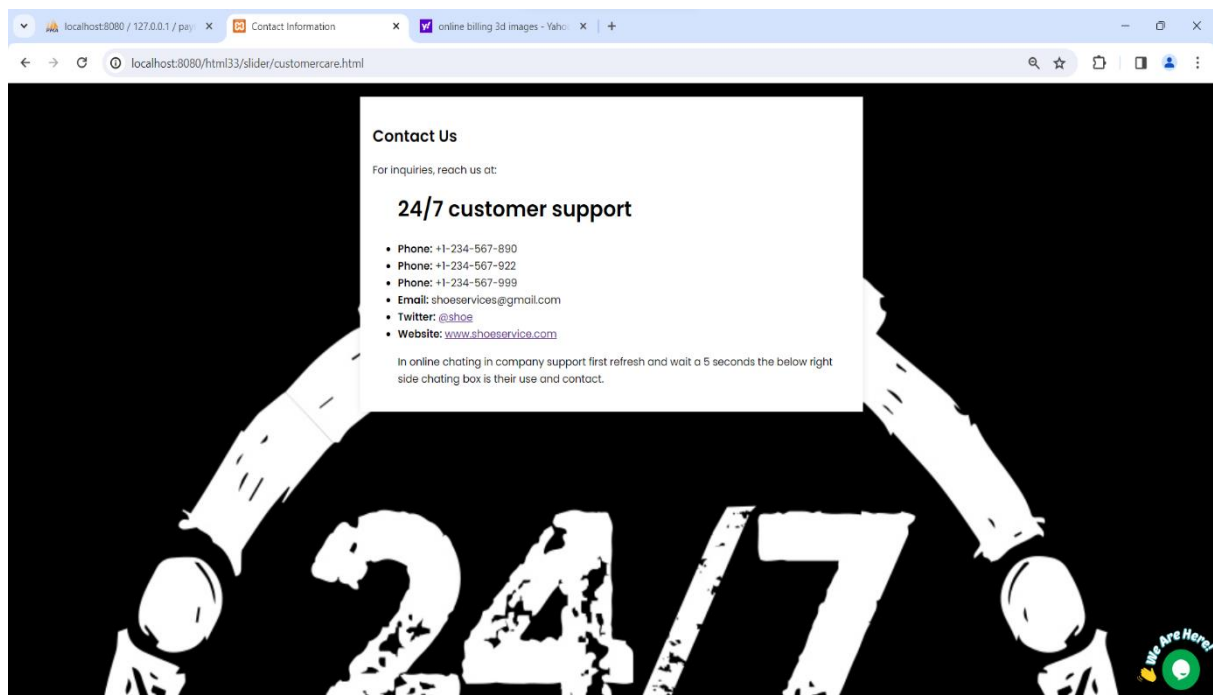 localhost:8080 / 127.0.0.1 / pay
Contact Information
online billing 3d images - Yaho
localhost:8080/html33/slider/customercare.html
Contact Us
For inquiries, reach us at:
24/7 customer support
Phone: +1-234-567-890
Phone: +1-234-567-922
Phone: +1-234-567-999
Email: shoeservices@gmail.com
Twitter: @shoe
Website: www.shoeservice.com
In online chating in company support first refresh and wait a 5 seconds the below right
side chating box is their use and contact.
24/7
We Are Here!